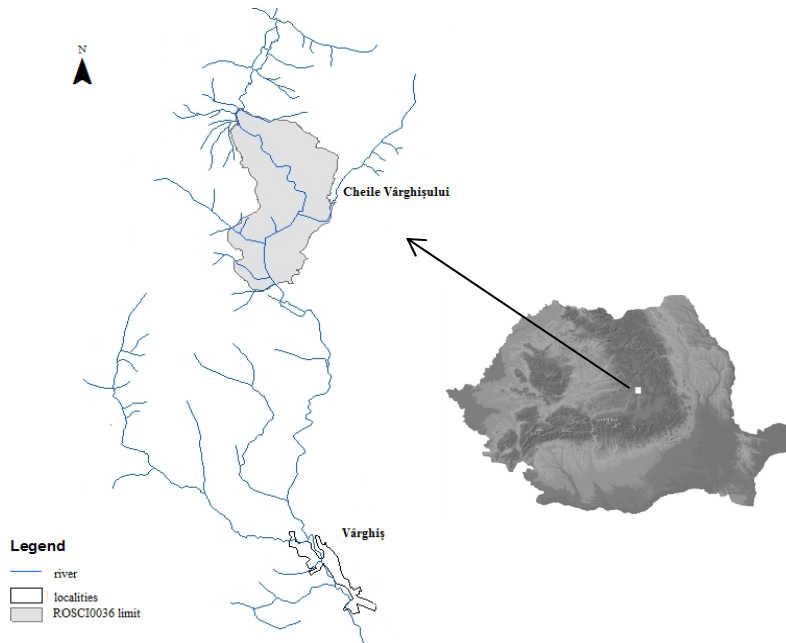 N
Cheile Vârghișului
Vârghiș
Legend
river
localities
ROSCI0036 limit